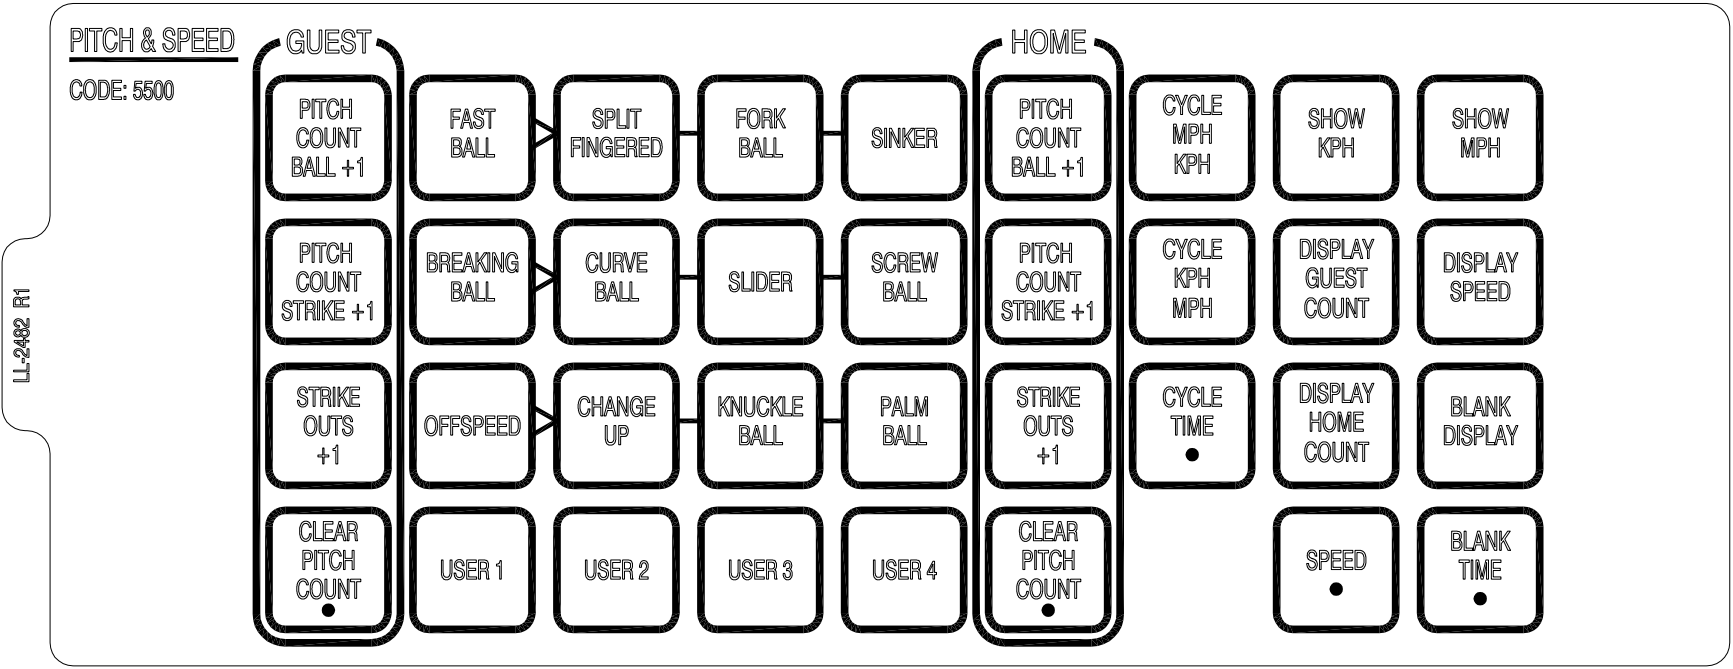 PITCH & SPEED
CODE: 5500
LL-2482 R1
GUEST
HOME
PITCH
COUNT
BALL +1
FAST
BALL
SPLIT
FINGERED
FORK
BALL
SINKER
PITCH
COUNT
BALL +1
CYCLE
MPH
KPH
SHOW
KPH
SHOW
MPH
PITCH
COUNT
STRIKE +1
BREAKING
BALL
CURVE
BALL
SLIDER
SCREW
BALL
PITCH
COUNT
STRIKE +1
CYCLE
KPH
MPH
DISPLAY
GUEST
COUNT
DISPLAY
SPEED
STRIKE
OUTS
+1
OFFSPEED
CHANGE
UP
KNUCKLE
BALL
PALM
BALL
STRIKE
OUTS
+1
CYCLE
TIME
DISPLAY
HOME
COUNT
BLANK
DISPLAY
CLEAR
PITCH
COUNT
USER 1
USER 2
USER 3
USER 4
CLEAR
PITCH
COUNT
SPEED
BLANK
TIME